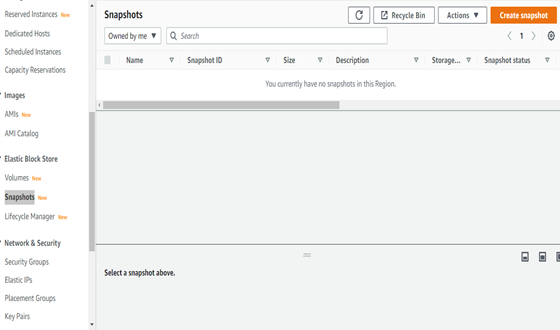 Reserved Instances New
Dedicated Hosts
Scheduled Instances
Capacity Reservations
Images
AMIs New
AMI Catalog
Elastic Block Store
Volumes New
Snapshots New
Lifecycle Manager New
Network & Security
Security Groups
Elastic IPs
Placement Groups
Key Pairs
Snapshots
Recycle Bin
Actions
Create snapshot
Owned by me
Search
1
Name Snapshot ID Size Description Storage... Snapshot status
You currently have no snapshots in this Region.
Select a snapshot above.